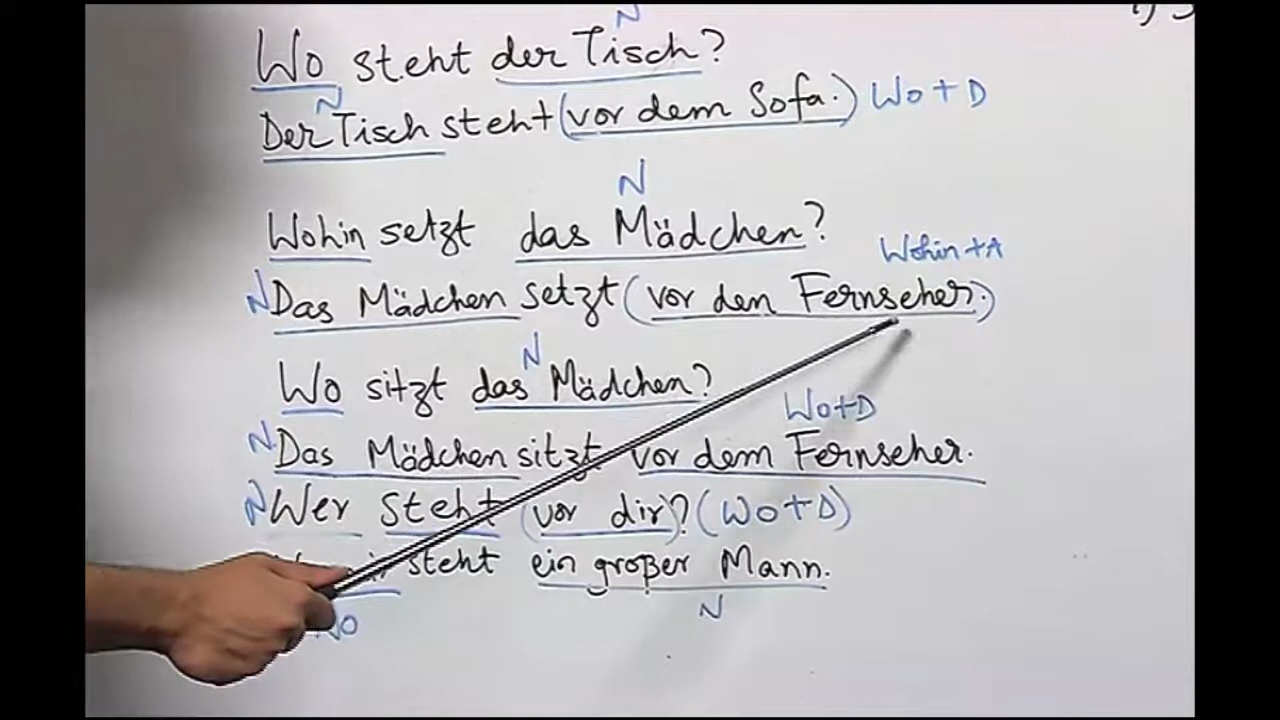 N
Wo steht der Tisch?
N
Der Tisch steht (vor dem Sofa.) Wo + D
N
Wohin setzt das Mädchen?
Wohin + A
N Das Mädchen setzt (vor den Fernseher.)
N
Wo sitzt das Mädchen?
Wo + D
N Das Mädchen sitzt vor dem Fernseher.
N Wer steht (vor dir)? (Wo + D)
steht ein großer Mann.
N